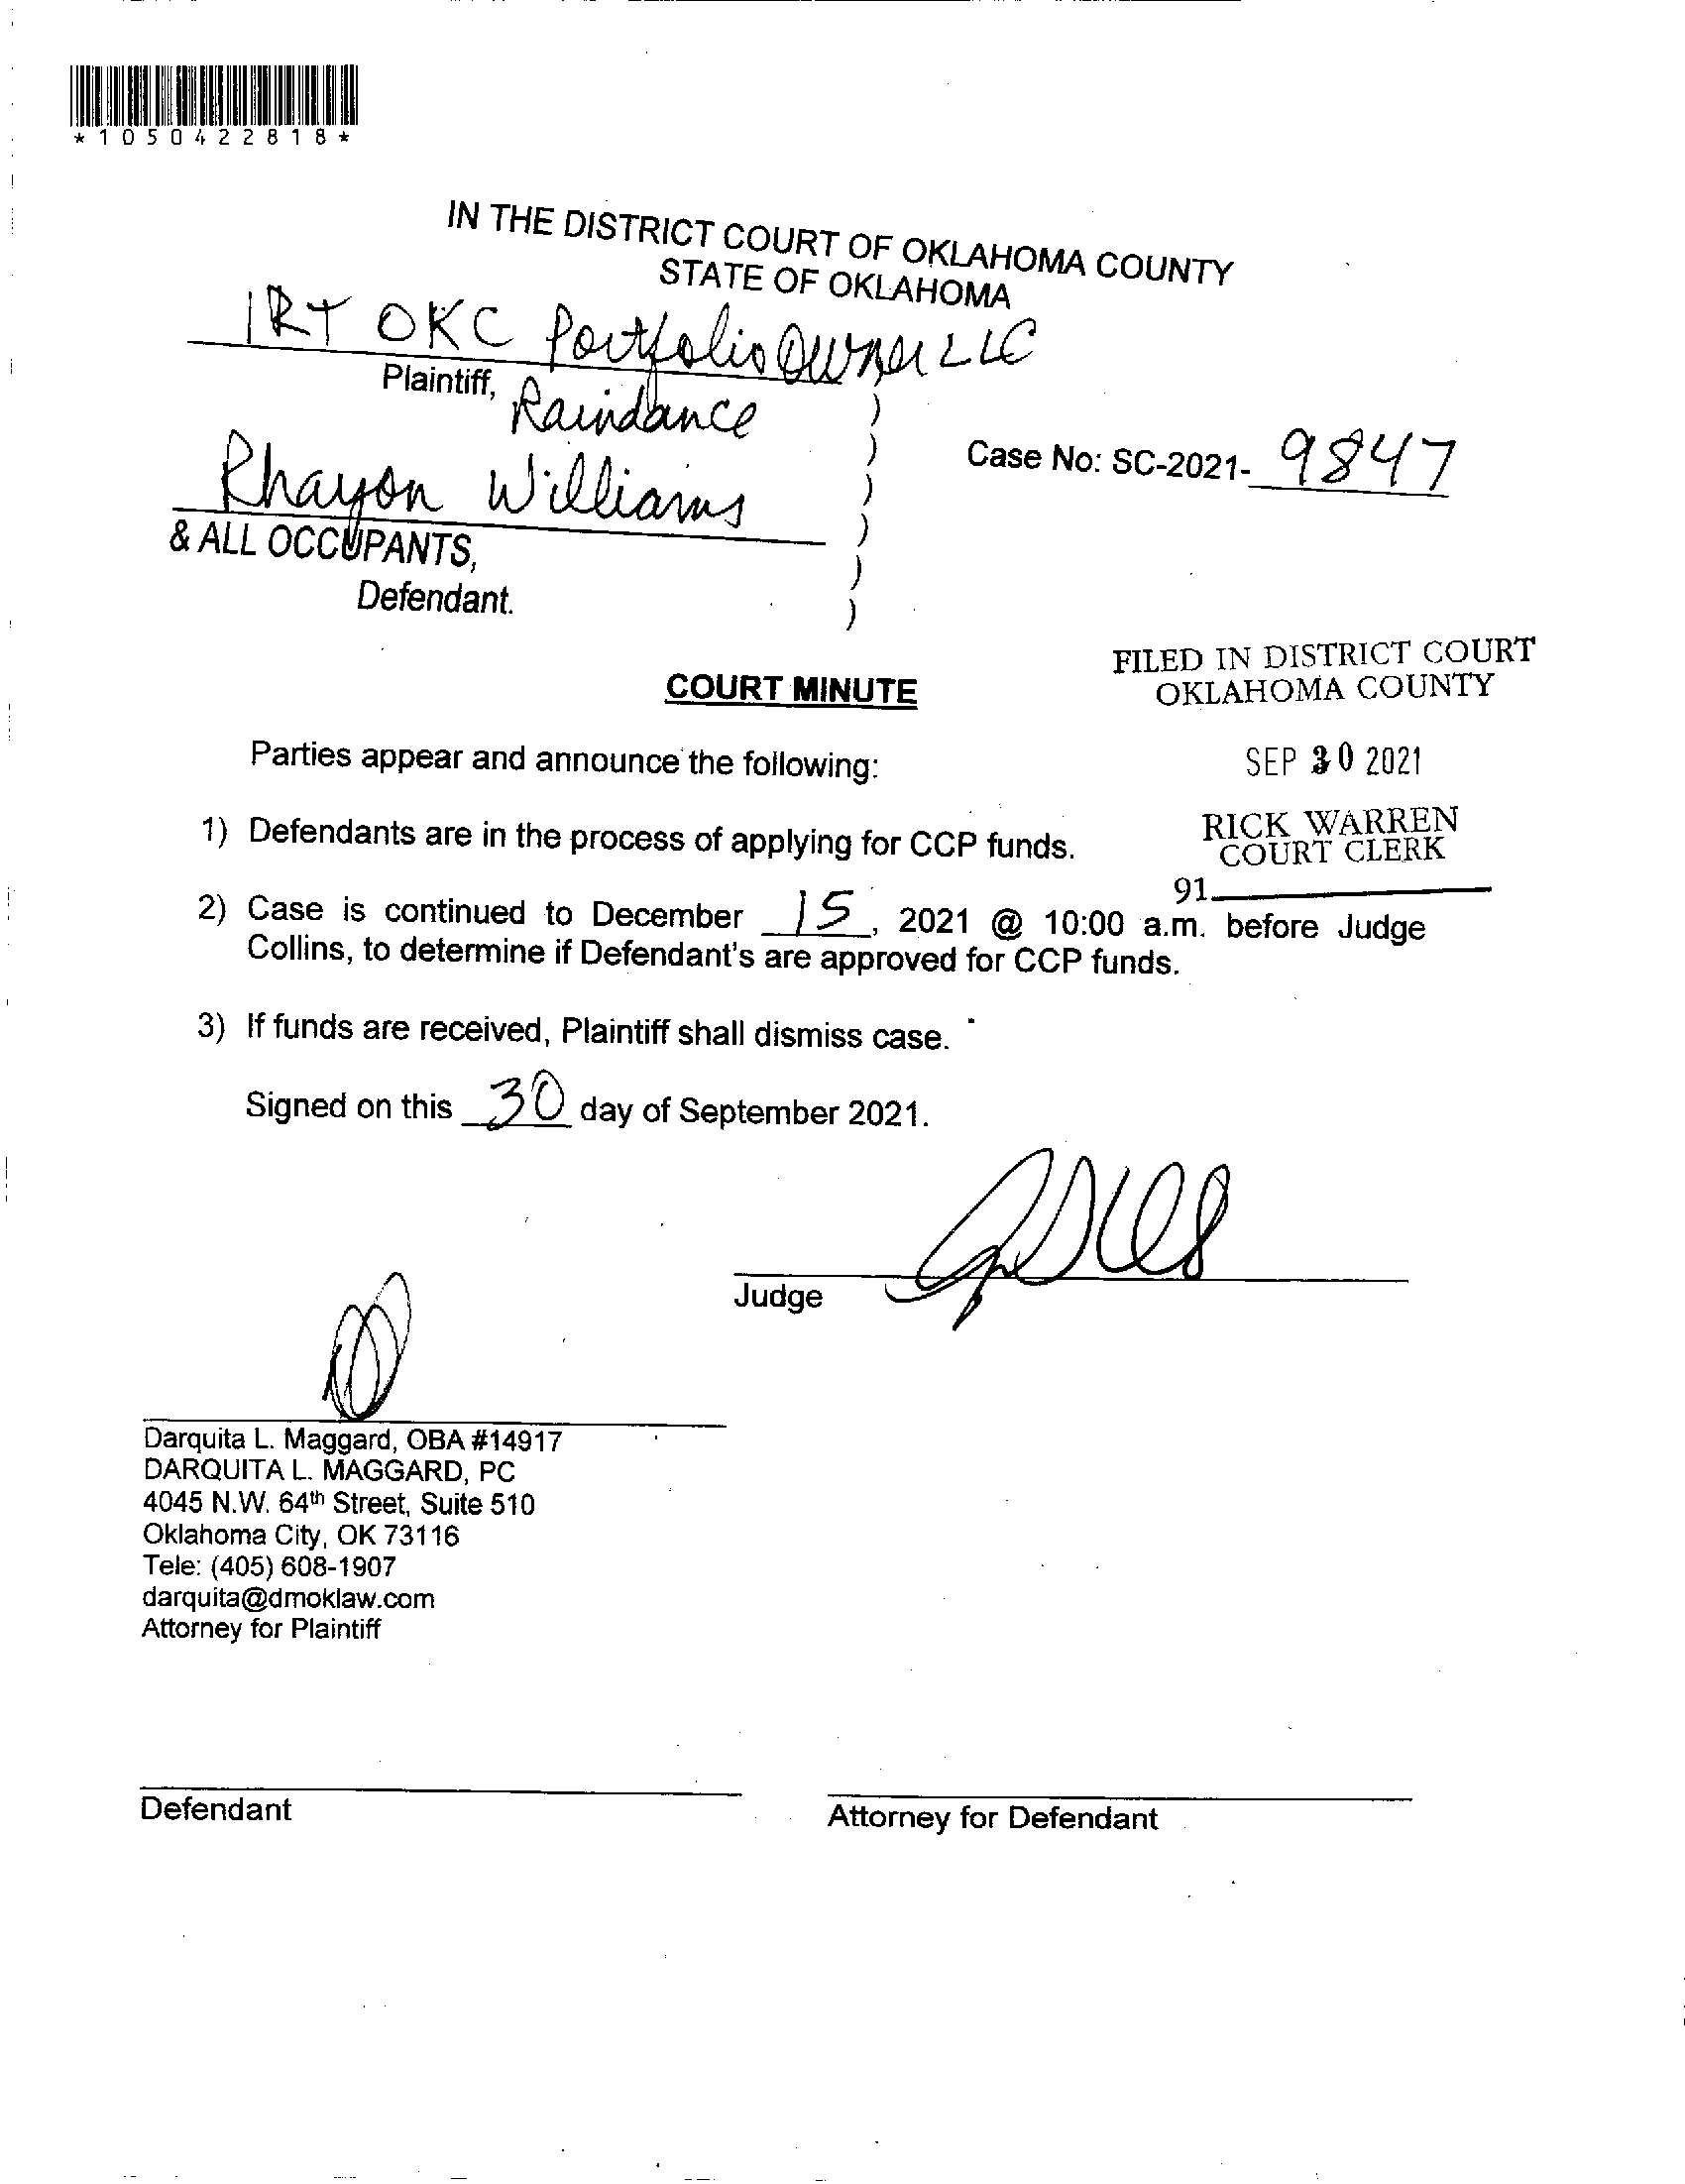 *1050422818*
IN THE DISTRICT COURT OF OKLAHOMA COUNTY
STATE OF OKLAHOMA
IRT OKC Portfolio Owner LLC
Plaintiff,
Raindance
)
)
Case No: SC-2021- 9847
Rhayon Williams
)
& ALL OCCUPANTS,
)
)
Defendant.
)
FILED IN DISTRICT COURT
OKLAHOMA COUNTY
COURT MINUTE
Parties appear and announce the following:
SEP 30 2021
1) Defendants are in the process of applying for CCP funds.
RICK WARREN
COURT CLERK
91
2) Case is continued to December 15, 2021 @ 10:00 a.m. before Judge
Collins, to determine if Defendant's are approved for CCP funds.
3) If funds are received, Plaintiff shall dismiss case.
Signed on this 30 day of September 2021.
Judge
Darquita L. Maggard, OBA #14917
DARQUITA L. MAGGARD, PC
4045 N.W. 64th Street, Suite 510
Oklahoma City, OK 73116
Tele: (405) 608-1907
darquita@dmoklaw.com
Attorney for Plaintiff
Defendant
Attorney for Defendant